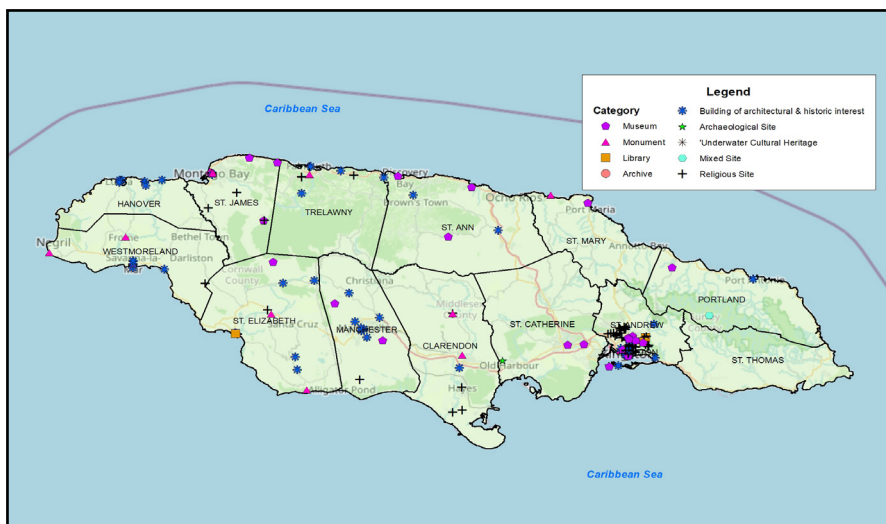 Caribbean Sea
Legend
Category
Museum
Monument
Library
Archive
Building of architectural & historic interest
Archaeological Site
'Underwater Cultural Heritage
Mixed Site
Religious Site
Montego Bay
Discovery
Bay
Brown's Town
Ocho Rios
Port Maria
HANOVER
ST. JAMES
TRELAWNY
ST. ANN
ST. MARY
Annotto Bay
Negril
Frome
Bethel Town
WESTMORELAND
Savanna-la-
Mar
Darliston
Cornwall
County
Christiana
Port Antonio
PORTLAND
Middlesex
County
ST. ELIZABETH
Santa Cruz
MANCHESTER
CLARENDON
ST. CATHERINE
ST. ANDREW
ST. THOMAS
Old Harbour
Alligator Pond
Hayes
Caribbean Sea